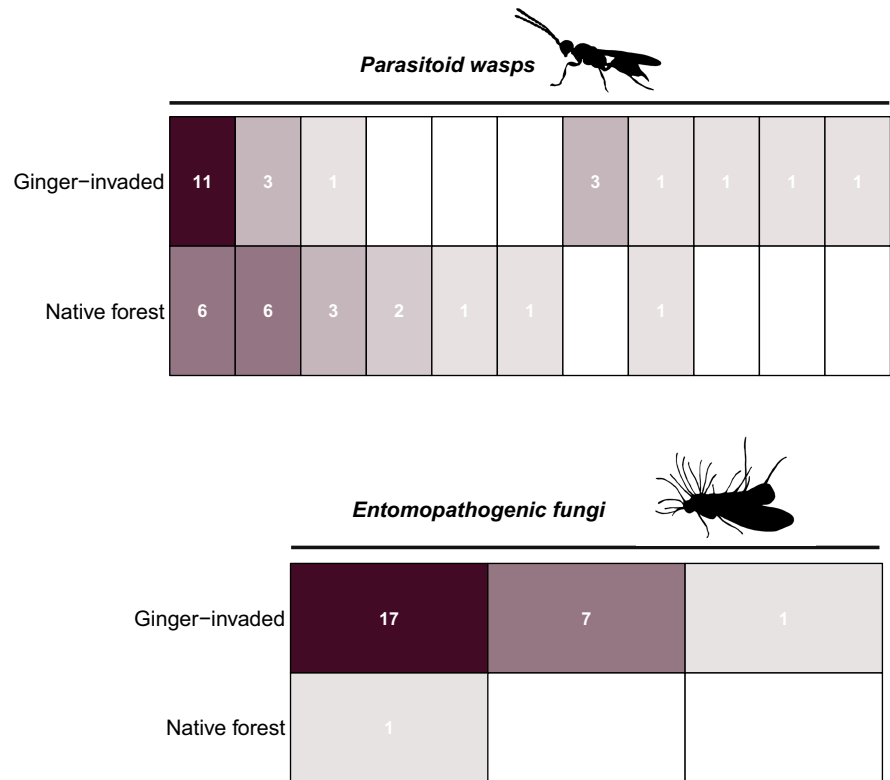 Parasitoid wasps
Ginger−invaded 11 3 1 3 1 1 1 1
Native forest 6 6 3 2 1 1 1
Entomopathogenic fungi
Ginger−invaded 17 7 1
Native forest 1